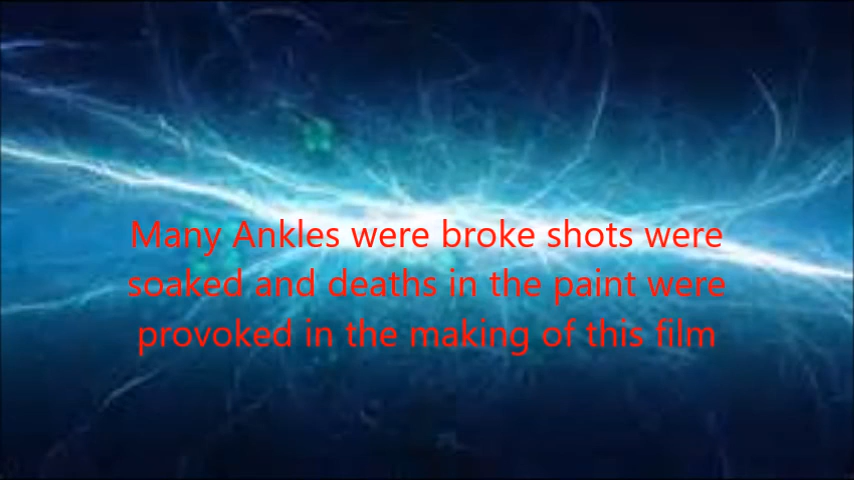 Many Ankles were broke shots were
soaked and deaths in the paint were
provoked in the making of this film